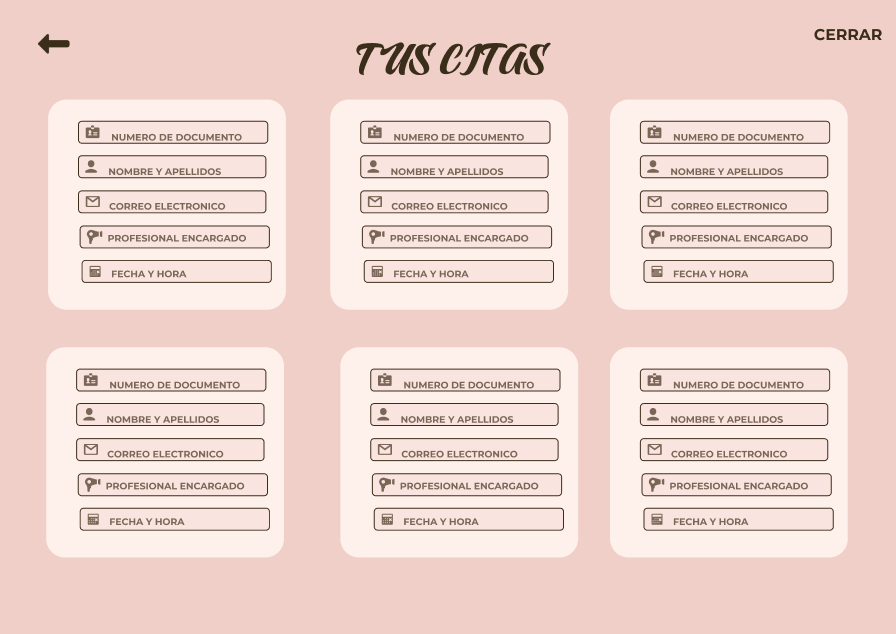 CERRAR
TUS CITAS
NUMERO DE DOCUMENTO
NOMBRE Y APELLIDOS
CORREO ELECTRONICO
PROFESIONAL ENCARGADO
FECHA Y HORA
NUMERO DE DOCUMENTO
NOMBRE Y APELLIDOS
CORREO ELECTRONICO
PROFESIONAL ENCARGADO
FECHA Y HORA
NUMERO DE DOCUMENTO
NOMBRE Y APELLIDOS
CORREO ELECTRONICO
PROFESIONAL ENCARGADO
FECHA Y HORA
NUMERO DE DOCUMENTO
NOMBRE Y APELLIDOS
CORREO ELECTRONICO
PROFESIONAL ENCARGADO
FECHA Y HORA
NUMERO DE DOCUMENTO
NOMBRE Y APELLIDOS
CORREO ELECTRONICO
PROFESIONAL ENCARGADO
FECHA Y HORA
NUMERO DE DOCUMENTO
NOMBRE Y APELLIDOS
CORREO ELECTRONICO
PROFESIONAL ENCARGADO
FECHA Y HORA